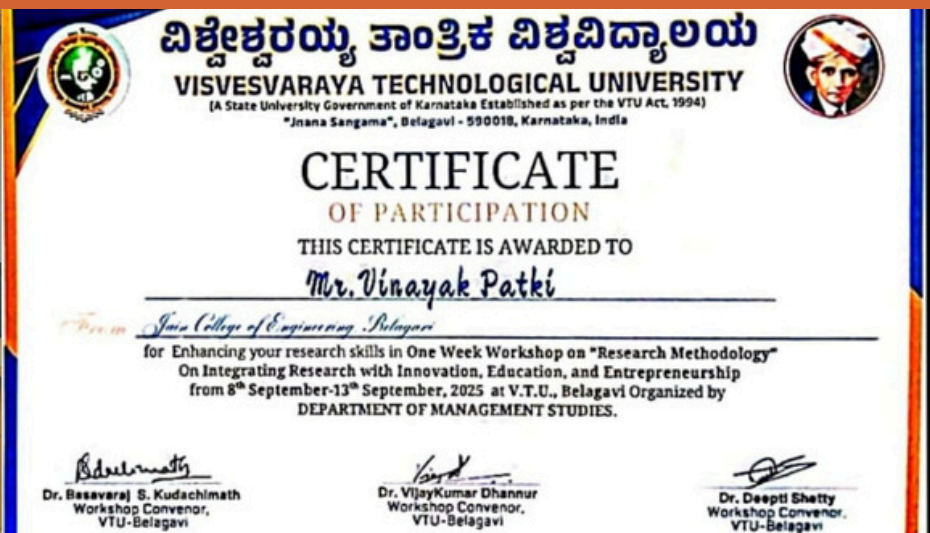 ವಿಶ್ವೇಶ್ವರಯ್ಯ ತಾಂತ್ರಿಕ ವಿಶ್ವವಿದ್ಯಾಲಯ
VISVESVARAYA TECHNOLOGICAL UNIVERSITY
(A State University Government of Karnataka Established as per the VTU Act, 1994)
"Jnana Sangama", Belagavi - 590018, Karnataka, India
CERTIFICATE
OF PARTICIPATION
THIS CERTIFICATE IS AWARDED TO
Mr. Vinayak Patki
From Jain College of Engineering, Belagavi
for Enhancing your research skills in One Week Workshop on "Research Methodology"
On Integrating Research with Innovation, Education, and Entrepreneurship
from 8th September-13th September, 2025 at V.T.U., Belagavi Organized by
DEPARTMENT OF MANAGEMENT STUDIES.
Dr. Basavaraj S. Kudachimath
Workshop Convenor,
VTU-Belagavi
Dr. VijayKumar Dhannur
Workshop Convenor,
VTU-Belagavi
Dr. Deepti Shetty
Workshop Convenor,
VTU-Belagavi